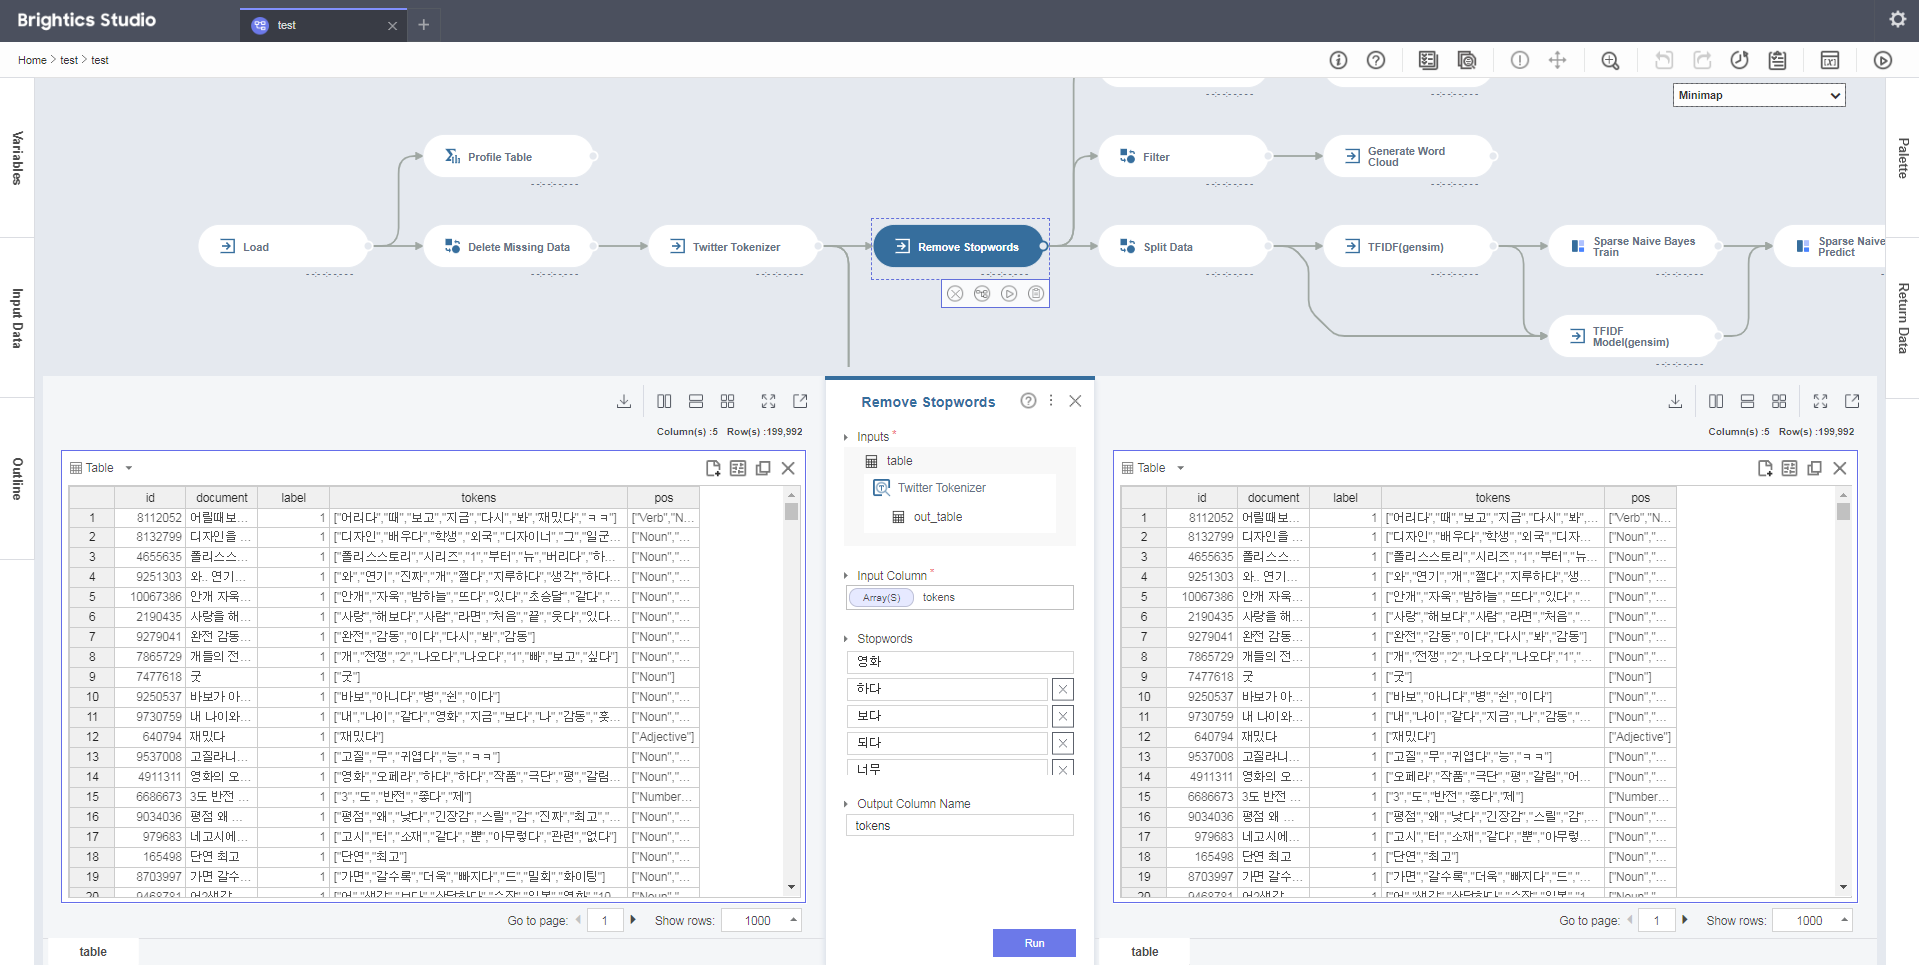 Brightics Studio
test
Home > test > test
Minimap
Variables
Input Data
Outline
Palette
Return Data
Profile Table
Filter
Generate Word
Cloud
Load
Delete Missing Data
Twitter Tokenizer
Remove Stopwords
Split Data
TFIDF(gensim)
Sparse Naive Bayes
Train
Sparse Naive
Predict
TFIDF
Model(gensim)
Column(s) :5 Row(s) :199,992
Table
id document label tokens pos
1 8112052 어릴때보... 1 ["어리다","때","보고","지금","다시","봐","재밌다","ㅋㅋ"] ["Verb","N...
2 8132799 디자인을 ... 1 ["디자인","배우다","학생","외국","디자이너","그","일군... ["Noun","...
3 4655635 폴리스스... 1 ["폴리스스토리","시리즈","1","부터","뉴","버리다","하... ["Noun","...
4 9251303 와.. 연기... 1 ["와","연기","진짜","개","쩔다","지루하다","생각","하다... ["Noun","...
5 10067386 안개 자욱... 1 ["안개","자욱","밤하늘","뜨다","있다","초승달","같다",... ["Noun","...
6 2190435 사랑을 해... 1 ["사랑","해보다","사람","라면","처음","끝","웃다","있다... ["Noun","...
7 9279041 완전 감동... 1 ["완전","감동","이다","다시","봐","감동"] ["Noun","...
8 7865729 개들의 전... 1 ["개","전쟁","2","나오다","나오다","1","빠","보고","싶다"] ["Noun","...
9 7477618 굿 1 ["굿"] ["Noun"]
10 9250537 바보가 아... 1 ["바보","아니다","병","쉰","이다"] ["Noun","...
11 9730759 내 나이와... 1 ["내","나이","같다","영화","지금","보다","나","감동","훗... ["Noun","...
12 640794 재밌다 1 ["재밌다"] ["Adjective"]
13 9537008 고질라니... 1 ["고질","무","귀엽다","능","ㅋㅋ"] ["Noun","...
14 4911311 영화의 오... 1 ["영화","오페라","하다","하다","작품","극단","평","갈림... ["Noun","...
15 6686673 3도 반전 ... 1 ["3","도","반전","좋다","제"] ["Number...
16 9034036 평점 왜 ... 1 ["평점","왜","낮다","긴장감","스릴","감","진짜","최고",... ["Noun","...
17 979683 네고시에... 1 ["고시","터","소재","같다","뿐","아무렇다","관련","없다"] ["Noun","...
18 165498 단연 최고 1 ["단연","최고"] ["Noun","...
19 8703997 가면 갈수... 1 ["가면","갈수록","더욱","빠지다","드","밀회","화이팅"] ["Noun","...
20 9468781 어?생각
Go to page: 1 Show rows: 1000
table
Remove Stopwords
Inputs *
table
Twitter Tokenizer
out_table
Input Column *
Array(S) tokens
Stopwords
영화
하다
보다
되다
너무
Output Column Name
tokens
Run
Column(s) :5 Row(s) :199,992
Table
id document label tokens pos
1 8112052 어릴때보... 1 ["어리다","때","보고","지금","다시","봐",... ["Verb","N...
2 8132799 디자인을 ... 1 ["디자인","배우다","학생","외국","디자... ["Noun","...
3 4655635 폴리스스... 1 ["폴리스스토리","시리즈","1","부터","뉴... ["Noun","...
4 9251303 와.. 연기... 1 ["와","연기","진짜","개","쩔다","지루하다","생... ["Noun","...
5 10067386 안개 자욱... 1 ["안개","자욱","밤하늘","뜨다","있다",... ["Noun","...
6 2190435 사랑을 해... 1 ["사랑","해보다","사람","라면","처음",... ["Noun","...
7 9279041 완전 감동... 1 ["완전","감동","이다","다시","봐","감동"] ["Noun","...
8 7865729 개들의 전... 1 ["개","전쟁","2","나오다","나오다","1",... ["Noun","...
9 7477618 굿 1 ["굿"] ["Noun"]
10 9250537 바보가 아... 1 ["바보","아니다","병","쉰","이다"] ["Noun","...
11 9730759 내 나이와... 1 ["내","나이","같다","지금","나","감동",... ["Noun","...
12 640794 재밌다 1 ["재밌다"] ["Adjective"]
13 9537008 고질라니... 1 ["고질","무","귀엽다","능","ㅋㅋ"] ["Noun","...
14 4911311 영화의 오... 1 ["오페라","작품","극단","평","갈림","어... ["Noun","...
15 6686673 3도 반전 ... 1 ["3","도","반전","좋다","제"] ["Number...
16 9034036 평점 왜 ... 1 ["평점","왜","낮다","긴장감","스릴","감",... ["Noun","...
17 979683 네고시에... 1 ["고시","터","소재","같다","뿐","아무렇... ["Noun","...
18 165498 단연 최고 1 ["단연","최고"] ["Noun","...
19 8703997 가면 갈수... 1 ["가면","갈수록","더욱","빠지다","드",... ["Noun","...
20 9468781 어?생각
Go to page: 1 Show rows: 1000
table